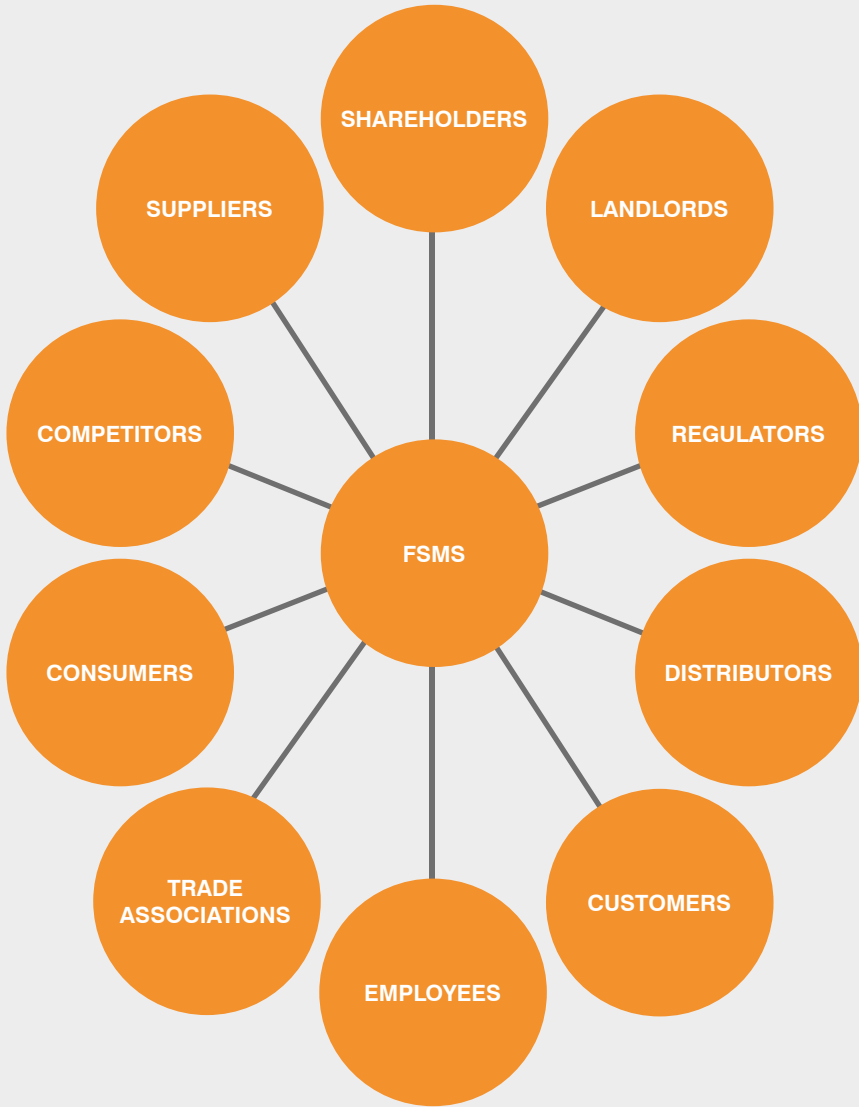 SHAREHOLDERS
SUPPLIERS
LANDLORDS
COMPETITORS
REGULATORS
FSMS
CONSUMERS
DISTRIBUTORS
TRADE
ASSOCIATIONS
CUSTOMERS
EMPLOYEES